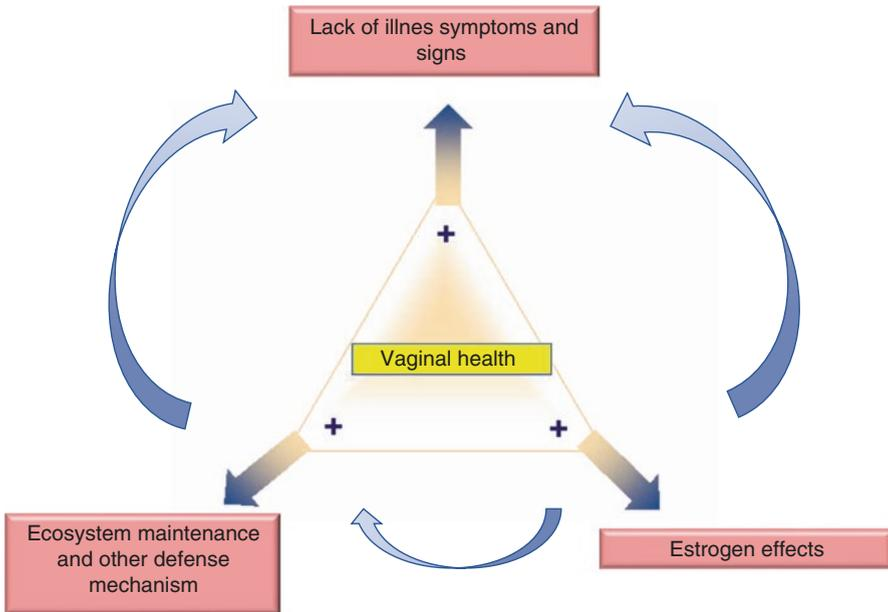 Lack of illnes symptoms and
signs
+
Vaginal health
+ +
Ecosystem maintenance
and other defense
mechanism
Estrogen effects